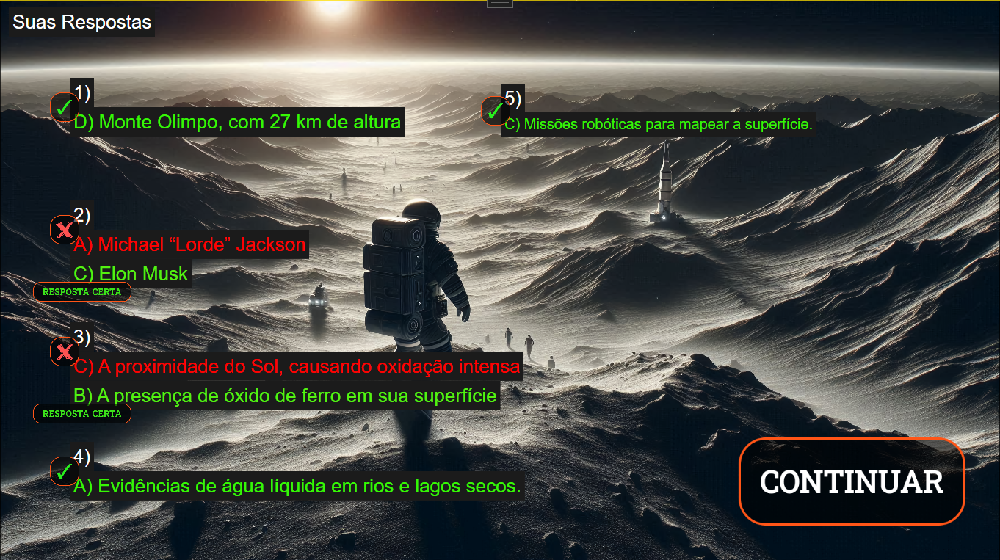 Suas Respostas
1)
D) Monte Olimpo, com 27 km de altura
2)
A) Michael “Lorde” Jackson
C) Elon Musk
RESPOSTA CERTA
3)
C) A proximidade do Sol, causando oxidação intensa
B) A presença de óxido de ferro em sua superfície
RESPOSTA CERTA
4)
A) Evidências de água líquida em rios e lagos secos.
5)
C) Missões robóticas para mapear a superfície.
CONTINUAR